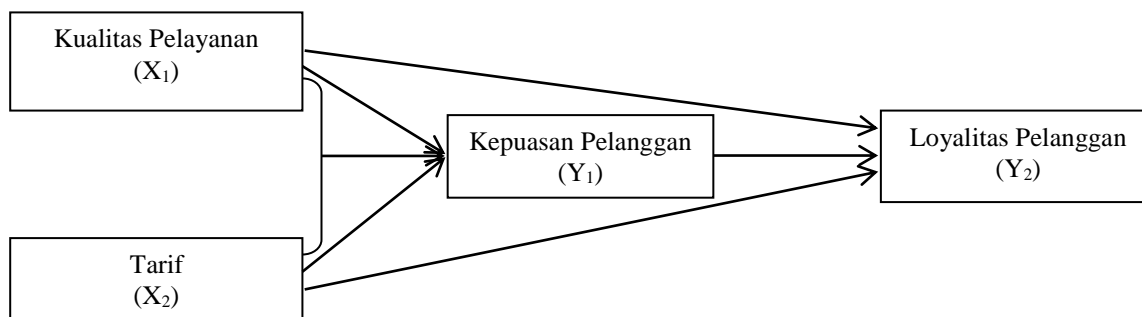 Kualitas Pelayanan
(X₁)
Kepuasan Pelanggan
(Y₁)
Loyalitas Pelanggan
(Y₂)
Tarif
(X₂)